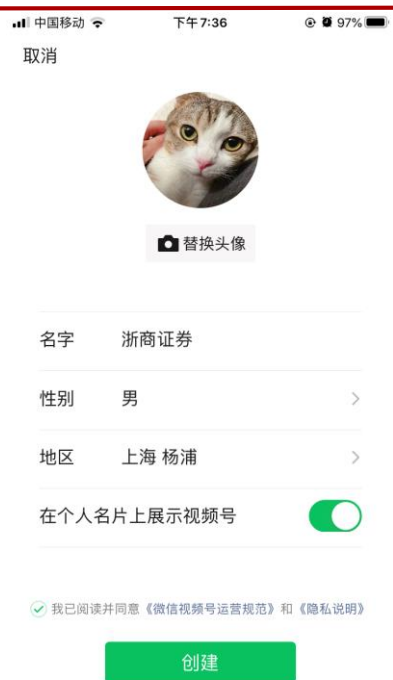 中国移动 下午7:36 97%
取消
替换头像
名字 浙商证券
性别 男
地区 上海 杨浦
在个人名片上展示视频号
我已阅读并同意《微信视频号运营规范》和《隐私说明》
创建